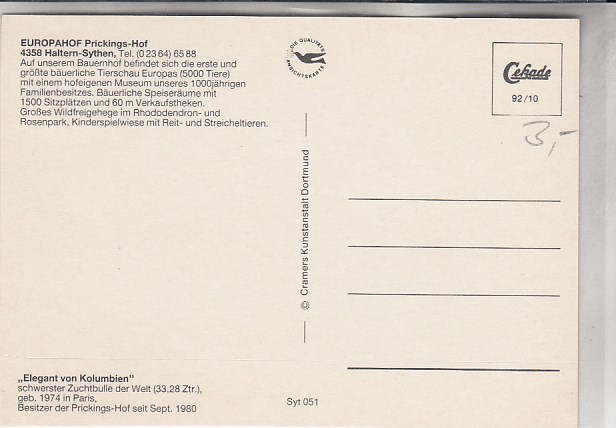 EUROPAHOF Prickings-Hof
4358 Haltern-Sythen, Tel. (0 23 64) 65 88
Auf unserem Bauernhof befindet sich die erste und
größte bäuerliche Tierschau Europas (5000 Tiere)
mit einem hofeigenen Museum unseres 1000jährigen
Familienbesitzes. Bäuerliche Speiseräume mit
1500 Sitzplätzen und 60 m Verkaufstheken.
Großes Wildfreigehege im Rhododendron- und
Rosenpark, Kinderspielwiese mit Reit- und Streicheltieren.
„Elegant von Kolumbien"
schwerster Zuchtbulle der Welt (33,28 Ztr.),
geb. 1974 in Paris,
Besitzer der Prickings-Hof seit Sept. 1980
DIE QUALITÄTS
ANSICHTSKARTE
© Cramers Kunstanstalt Dortmund
Syt 051
Cekade
92/10
3,-